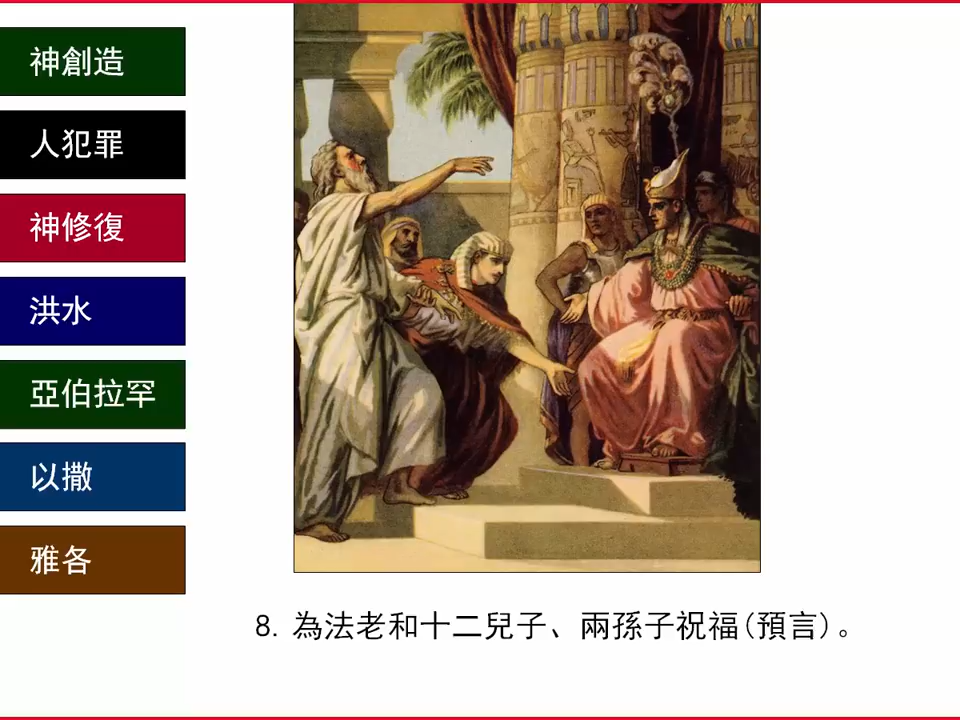 神創造
人犯罪
神修復
洪水
亞伯拉罕
以撒
雅各
8. 為法老和十二兒子、兩孫子祝福(預言)。